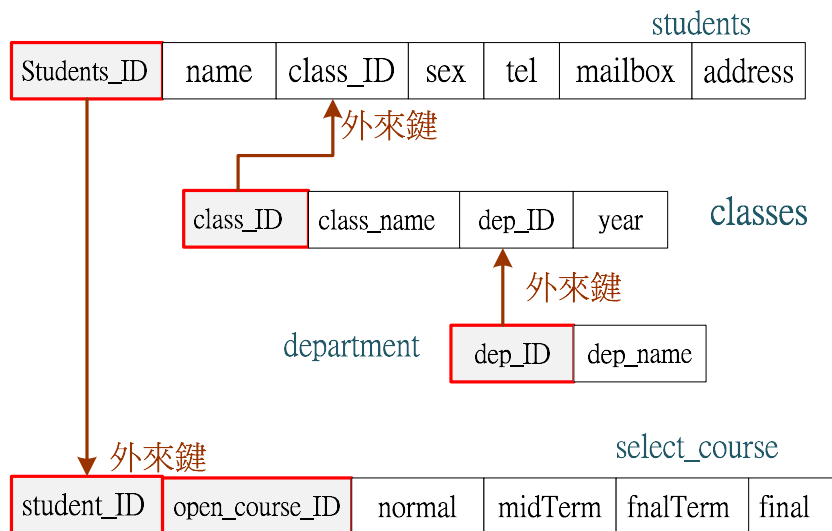 students
Students_ID name class_ID sex tel mailbox address
外來鍵
class_ID class_name dep_ID year classes
外來鍵
department dep_ID dep_name
select_course
外來鍵
student_ID open_course_ID normal midTerm fnalTerm final